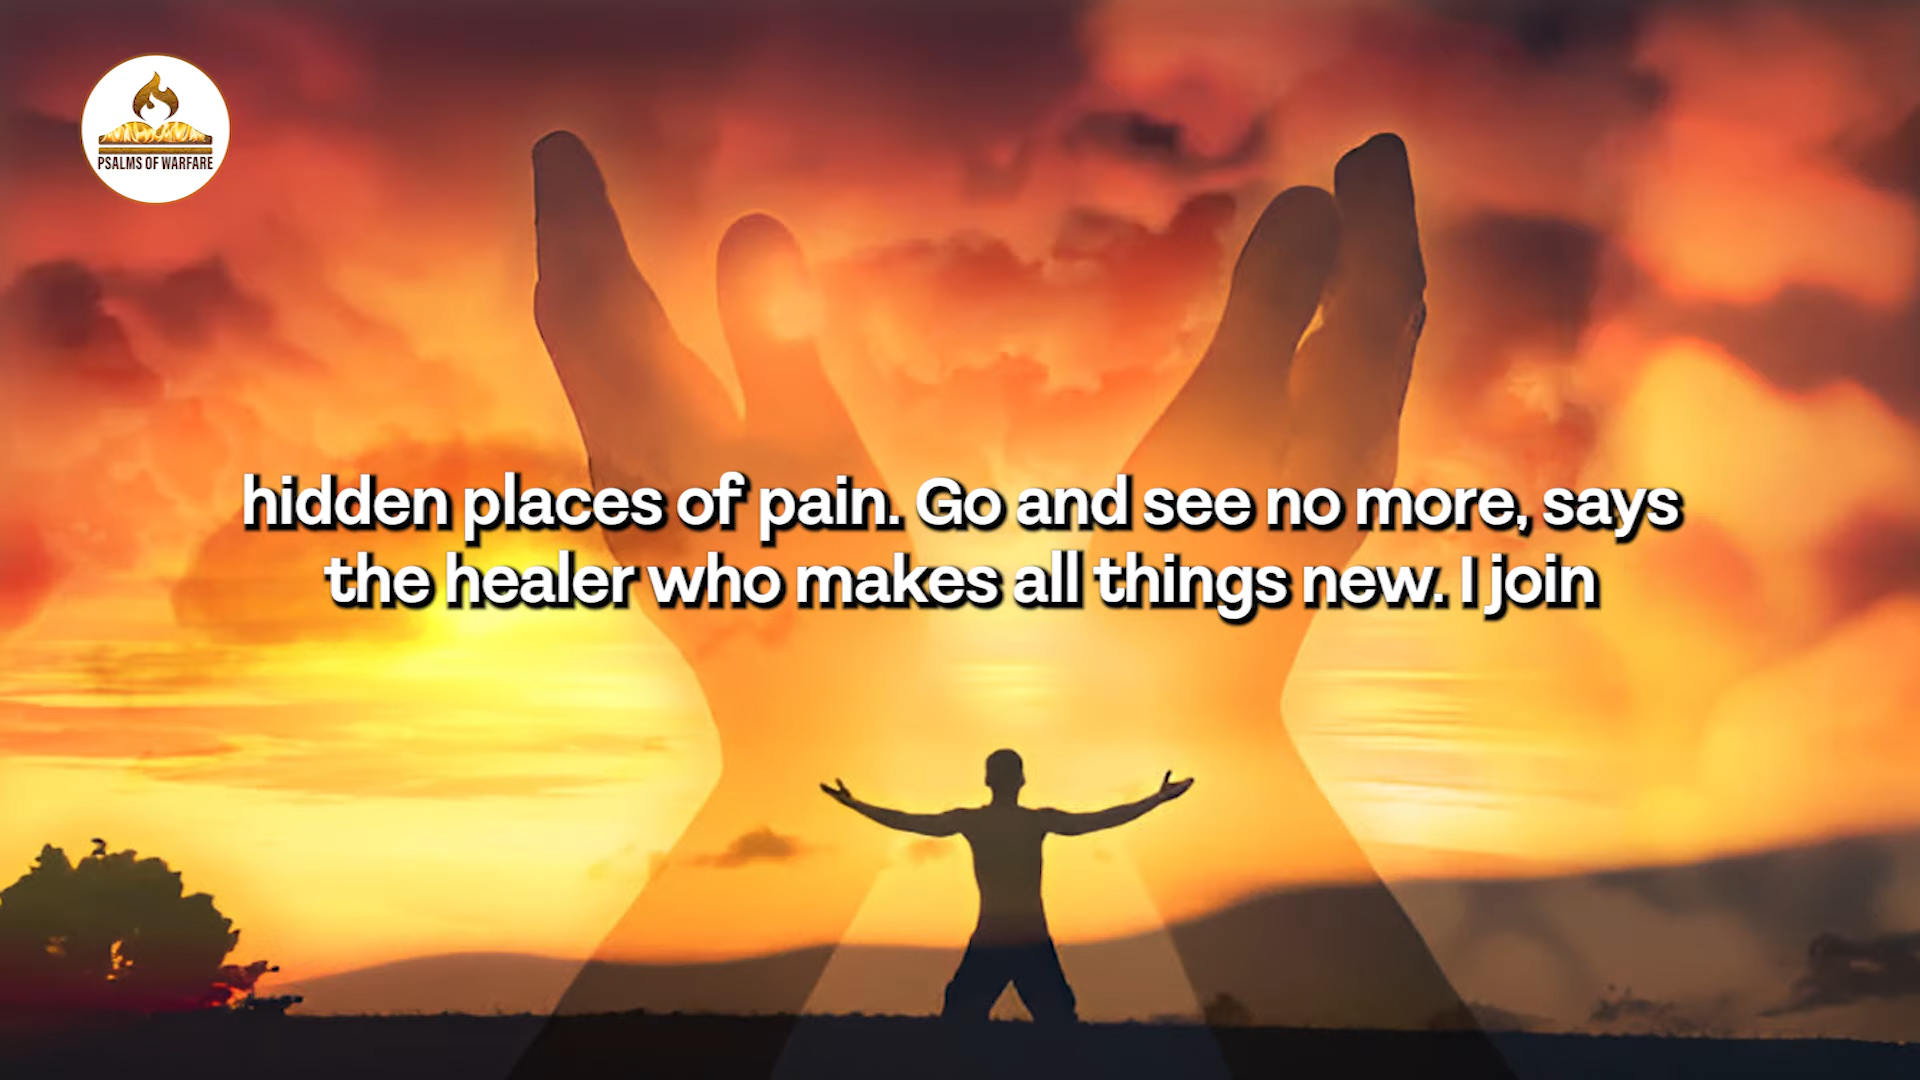 PSALMS OF WARFARE
hidden places of pain. Go and see no more, says
the healer who makes all things new. I join